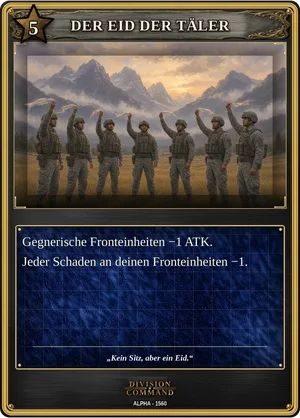 5
DER EID DER TÄLER
Gegnerische Fronteinheiten −1 ATK.
Jeder Schaden an deinen Fronteinheiten −1.
„Kein Sitz, aber ein Eid.“
DIVISION
COMMAND
ALPHA - 1560